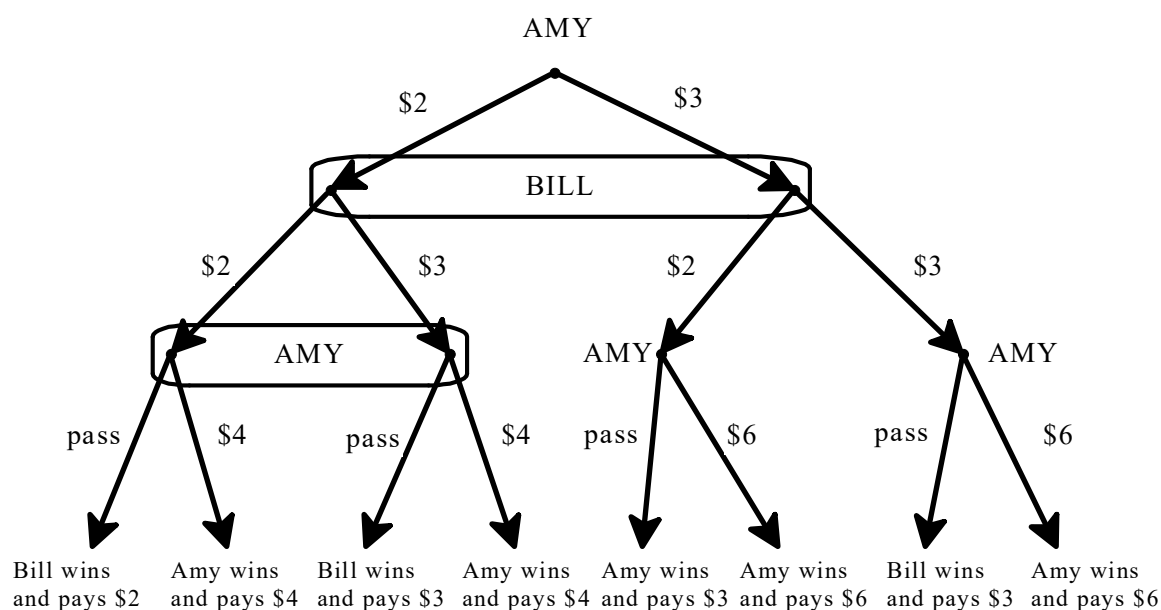 AMY
$2
$3
BILL
$2
$3
$2
$3
AMY
AMY
AMY
pass
$4
pass
$4
pass
$6
pass
$6
Bill wins
and pays $2
Amy wins
and pays $4
Bill wins
and pays $3
Amy wins
and pays $4
Amy wins
and pays $3
Amy wins
and pays $6
Bill wins
and pays $3
Amy wins
and pays $6